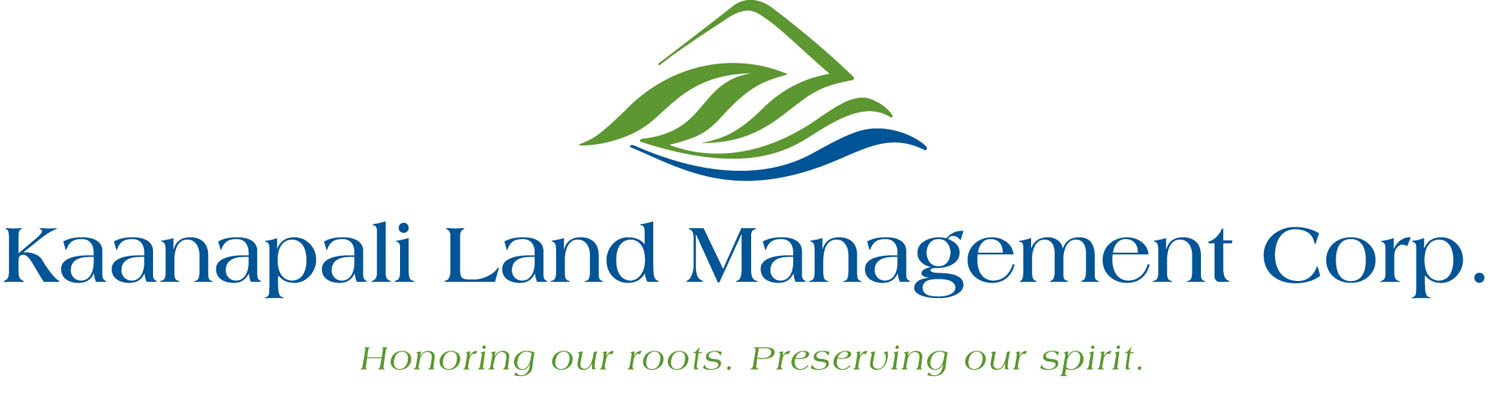 Kaanapali Land Management Corp.
Honoring our roots. Preserving our spirit.